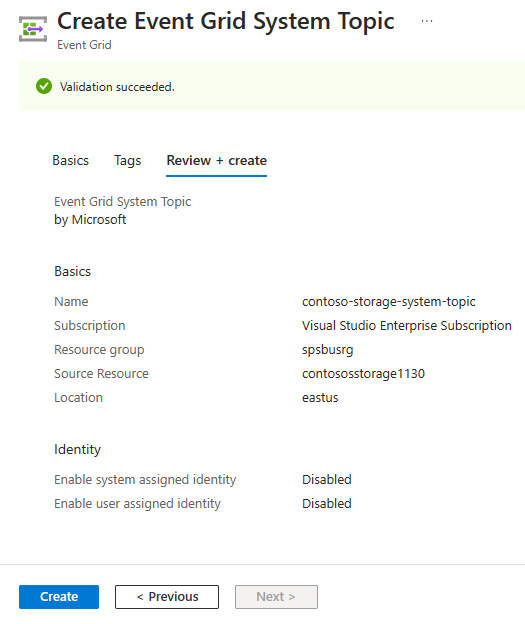 Create Event Grid System Topic ...
Event Grid
Validation succeeded.
Basics Tags Review + create
Event Grid System Topic
by Microsoft
Basics
Name contoso-storage-system-topic
Subscription Visual Studio Enterprise Subscription
Resource group spsbusrg
Source Resource contososstorage1130
Location eastus
Identity
Enable system assigned identity Disabled
Enable user assigned identity Disabled
Create < Previous Next >